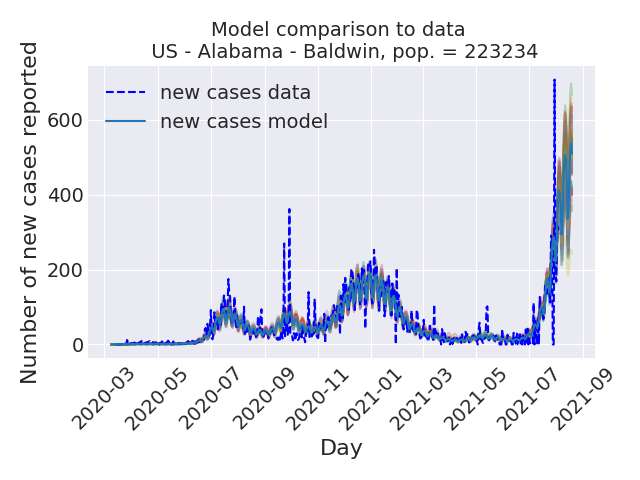 Model comparison to data
US - Alabama - Baldwin, pop. = 223234
Number of new cases reported
600
400
200
0
new cases data
new cases model
2020-03
2020-05
2020-07
2020-09
2020-11
2021-01
2021-03
2021-05
2021-07
2021-09
Day